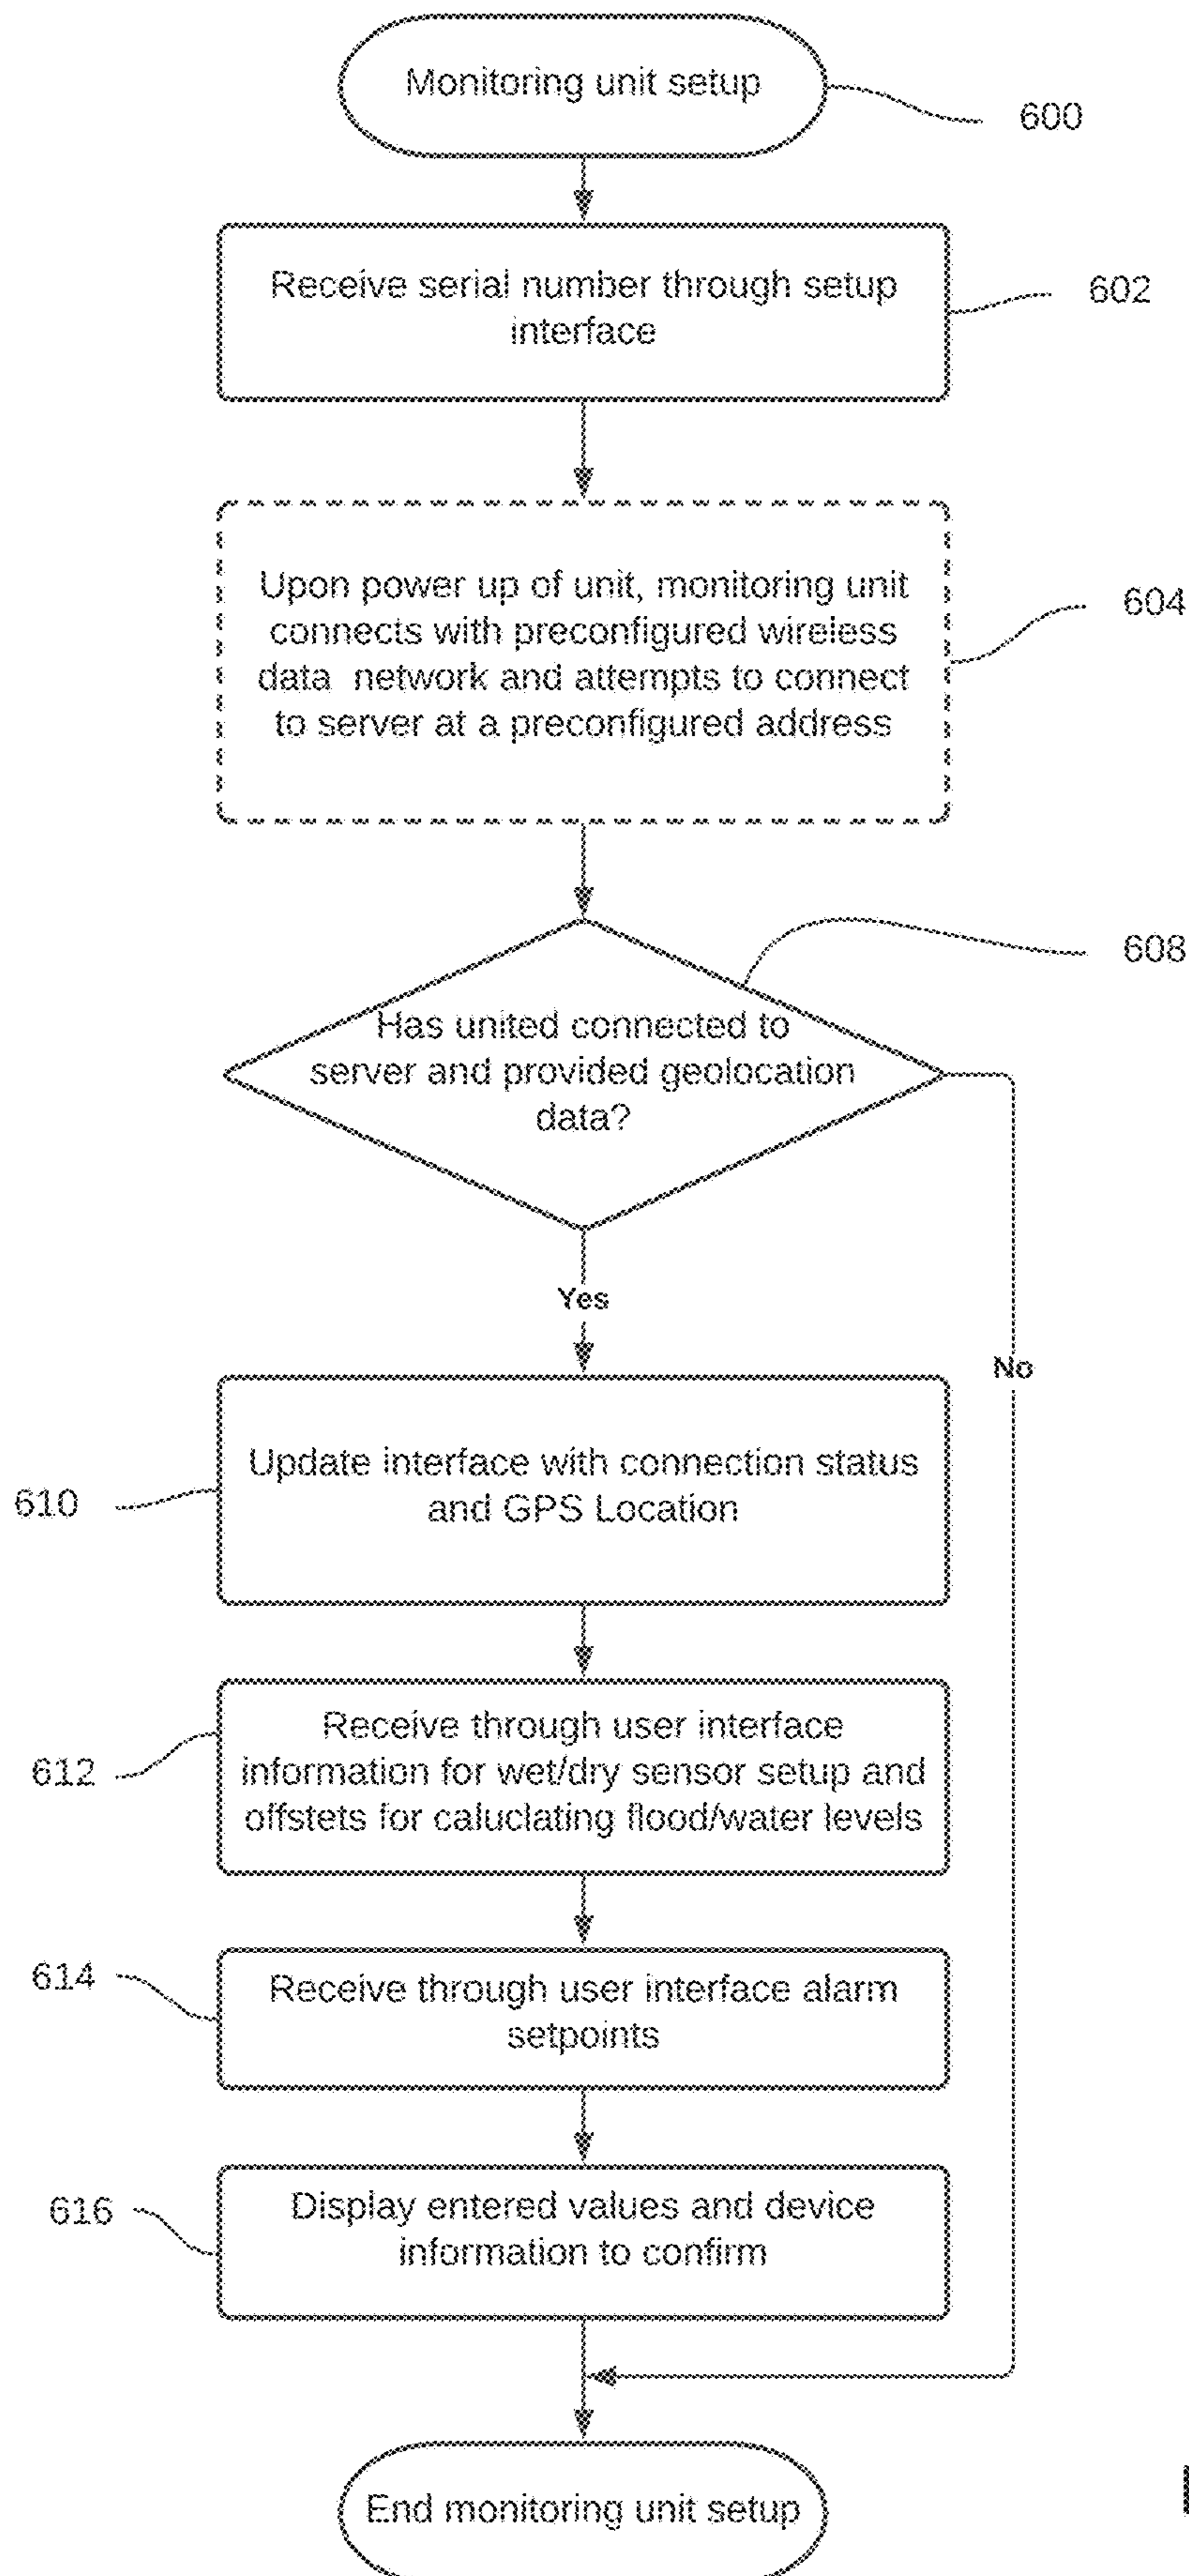 Monitoring unit setup
600
Receive serial number through setup
interface
602
Upon power up of unit, monitoring unit
connects with preconfigured wireless
data network and attempts to connect
to server at a preconfigured address
604
608
Has united connected to
server and provided geolocation
data?
Yes
No
Update interface with connection status
and GPS Location
610
Receive through user interface
information for wet/dry sensor setup and
offstets for caluclating flood/water levels
612
614
Receive through user interface alarm
setpoints
616
Display entered values and device
information to confirm
End monitoring unit setup